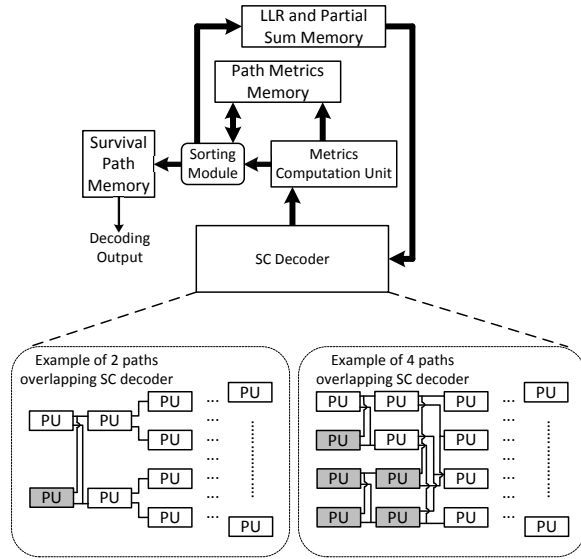 LLR and Partial
Sum Memory
Path Metrics
Memory
Survival
Path
Memory
Sorting
Module
Metrics
Computation Unit
Decoding
Output
SC Decoder
Example of 2 paths
overlapping SC decoder
PU
PU
PU
...
PU
PU
...
PU
...
...
PU
...
PU
PU
...
PU
...
PU
Example of 4 paths
overlapping SC decoder
PU
PU
PU
...
PU
...
PU
PU
...
...
PU
PU
PU
...
...
PU
PU
PU
...
PU